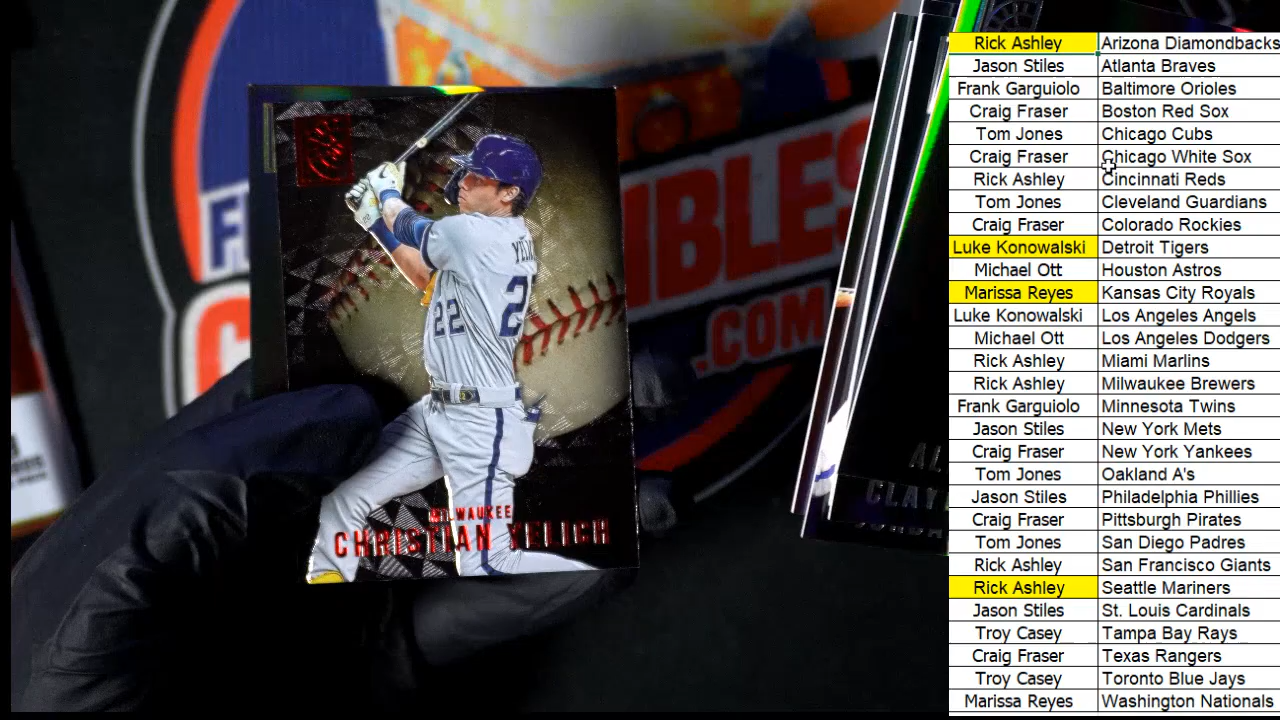 IBLES
.COM
YELI
22
2
MILWAUKEE
CHRISTIAN YELICH
AL
CLAY
Rick Ashley Arizona Diamondbacks
Jason Stiles Atlanta Braves
Frank Garguiolo Baltimore Orioles
Craig Fraser Boston Red Sox
Tom Jones Chicago Cubs
Craig Fraser Chicago White Sox
Rick Ashley Cincinnati Reds
Tom Jones Cleveland Guardians
Craig Fraser Colorado Rockies
Luke Konowalski Detroit Tigers
Michael Ott Houston Astros
Marissa Reyes Kansas City Royals
Luke Konowalski Los Angeles Angels
Michael Ott Los Angeles Dodgers
Rick Ashley Miami Marlins
Rick Ashley Milwaukee Brewers
Frank Garguiolo Minnesota Twins
Jason Stiles New York Mets
Craig Fraser New York Yankees
Tom Jones Oakland A's
Jason Stiles Philadelphia Phillies
Craig Fraser Pittsburgh Pirates
Tom Jones San Diego Padres
Rick Ashley San Francisco Giants
Rick Ashley Seattle Mariners
Jason Stiles St. Louis Cardinals
Troy Casey Tampa Bay Rays
Craig Fraser Texas Rangers
Troy Casey Toronto Blue Jays
Marissa Reyes Washington Nationals